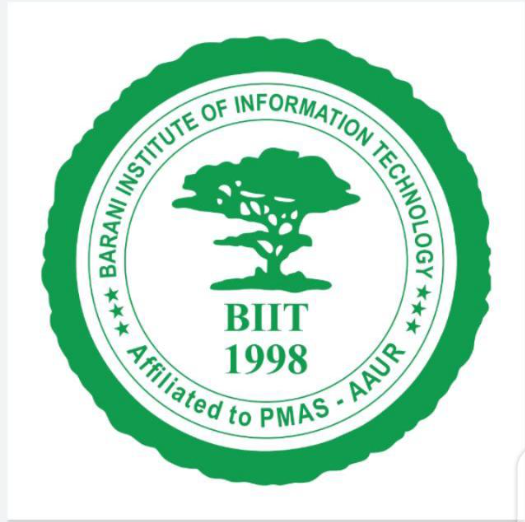 ★★★ BARANI INSTITUTE OF INFORMATION TECHNOLOGY ★★★
BIIT
1998
Affiliated to PMAS - AAUR